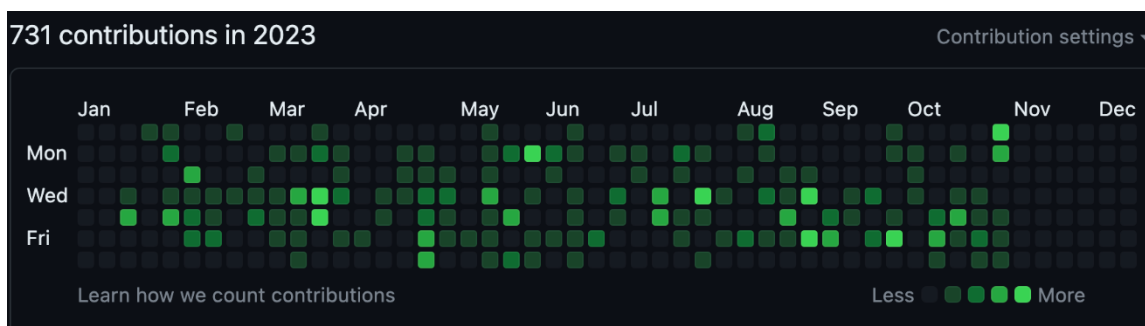 731 contributions in 2023
Contribution settings
Jan Feb Mar Apr May Jun Jul Aug Sep Oct Nov Dec
Mon
Wed
Fri
Learn how we count contributions
Less More